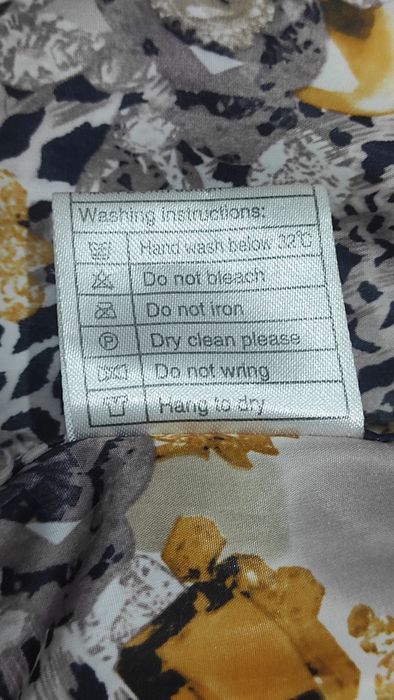 Washing instructions:
Hand wash below 32℃
Do not bleach
Do not iron
P Dry clean please
Do not wring
Hang to dry